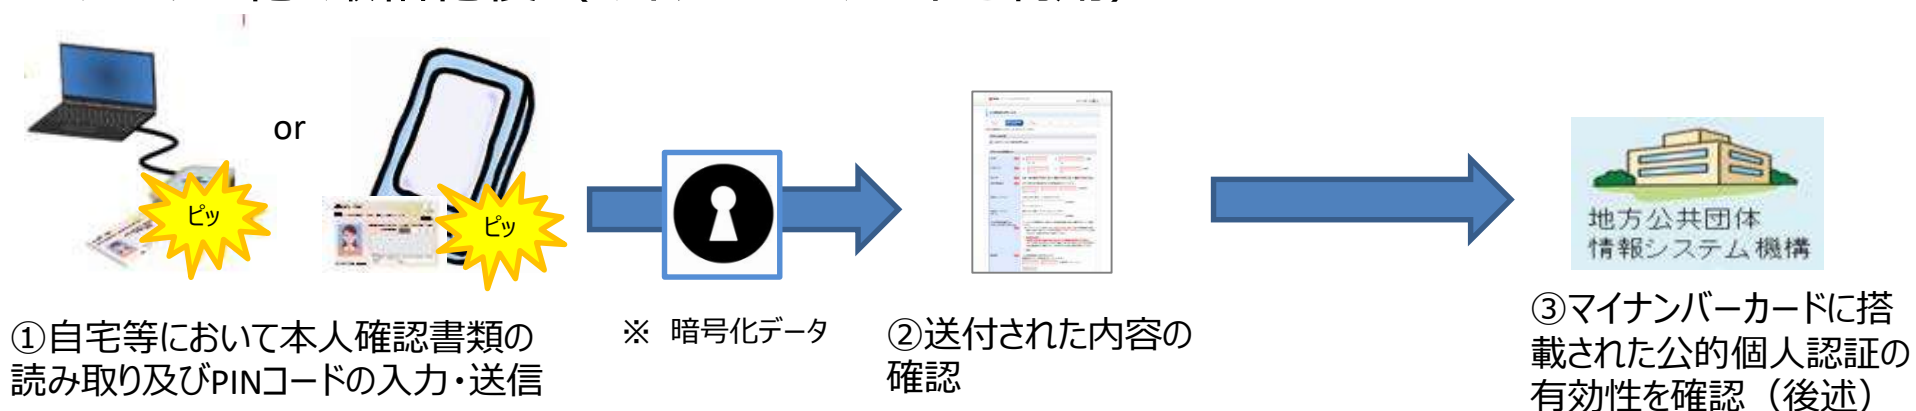 or
ピッ
ピッ
地方公共団体
情報システム機構
①自宅等において本人確認書類の
読み取り及びPINコードの入力・送信
※ 暗号化データ
②送付された内容の
確認
③マイナンバーカードに搭
載された公的個人認証の
有効性を確認（後述）